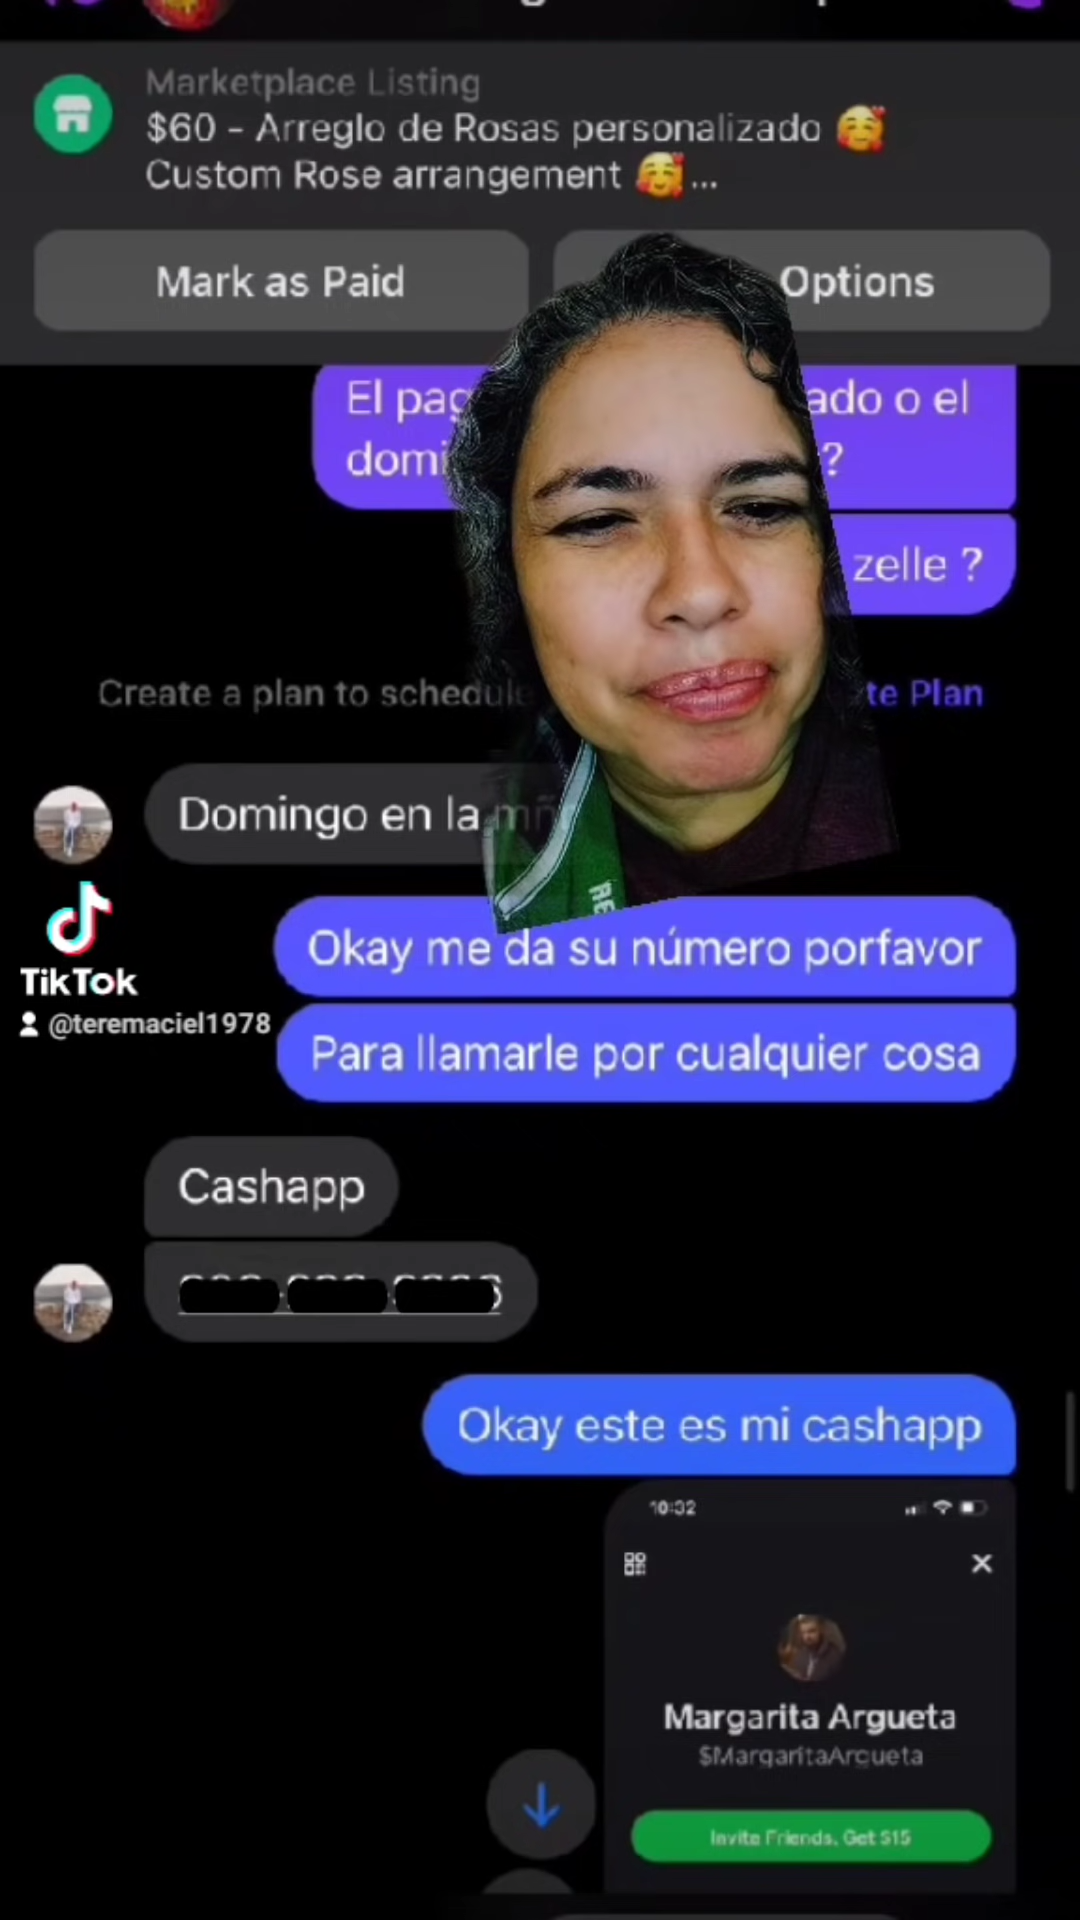 Marketplace Listing
$60 - Arreglo de Rosas personalizado 🥰
Custom Rose arrangement 🥰...
Mark as Paid
Options
El pag
ado o el
domi
?
zelle ?
Create a plan to schedule
te Plan
Domingo en la mñ
TikTok
@teremaciel1978
Okay me da su número porfavor
Para llamarle por cualquier cosa
Cashapp
Okay este es mi cashapp
10:32
Margarita Argueta
$MargaritaArgueta
Invite Friends, Get $15